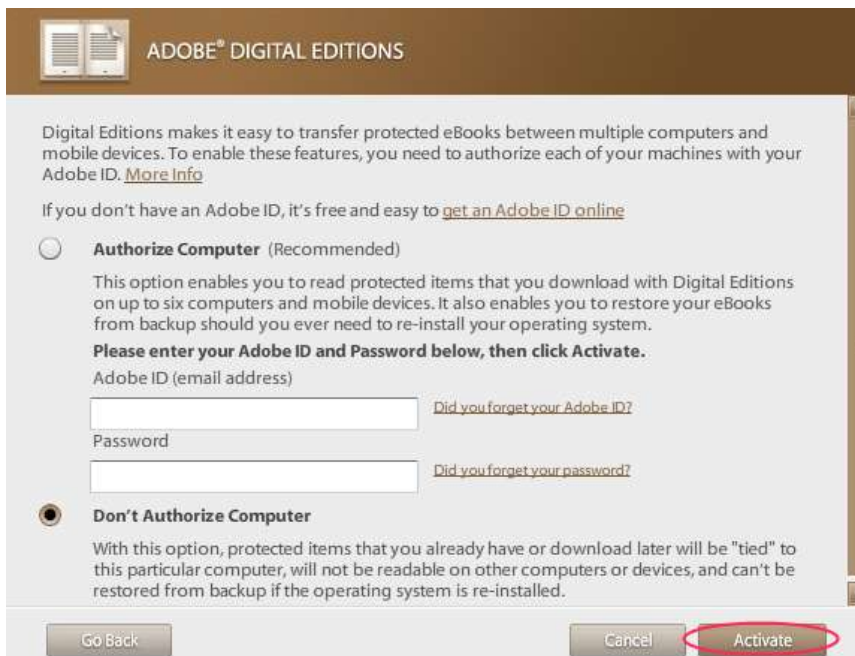 ADOBE® DIGITAL EDITIONS
Digital Editions makes it easy to transfer protected eBooks between multiple computers and
mobile devices. To enable these features, you need to authorize each of your machines with your
Adobe ID. More Info
If you don't have an Adobe ID, it's free and easy to get an Adobe ID online
Authorize Computer (Recommended)
This option enables you to read protected items that you download with Digital Editions
on up to six computers and mobile devices. It also enables you to restore your eBooks
from backup should you ever need to re-install your operating system.
Please enter your Adobe ID and Password below, then click Activate.
Adobe ID (email address)
Did you forget your Adobe ID?
Password
Did you forget your password?
Don't Authorize Computer
With this option, protected items that you already have or download later will be "tied" to
this particular computer, will not be readable on other computers or devices, and can't be
restored from backup if the operating system is re-installed.
Go Back Cancel Activate